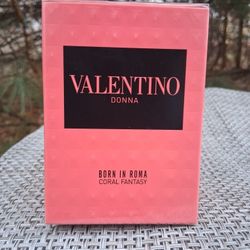 VALENTINO
DONNA
BORN IN ROMA
CORAL FANTASY